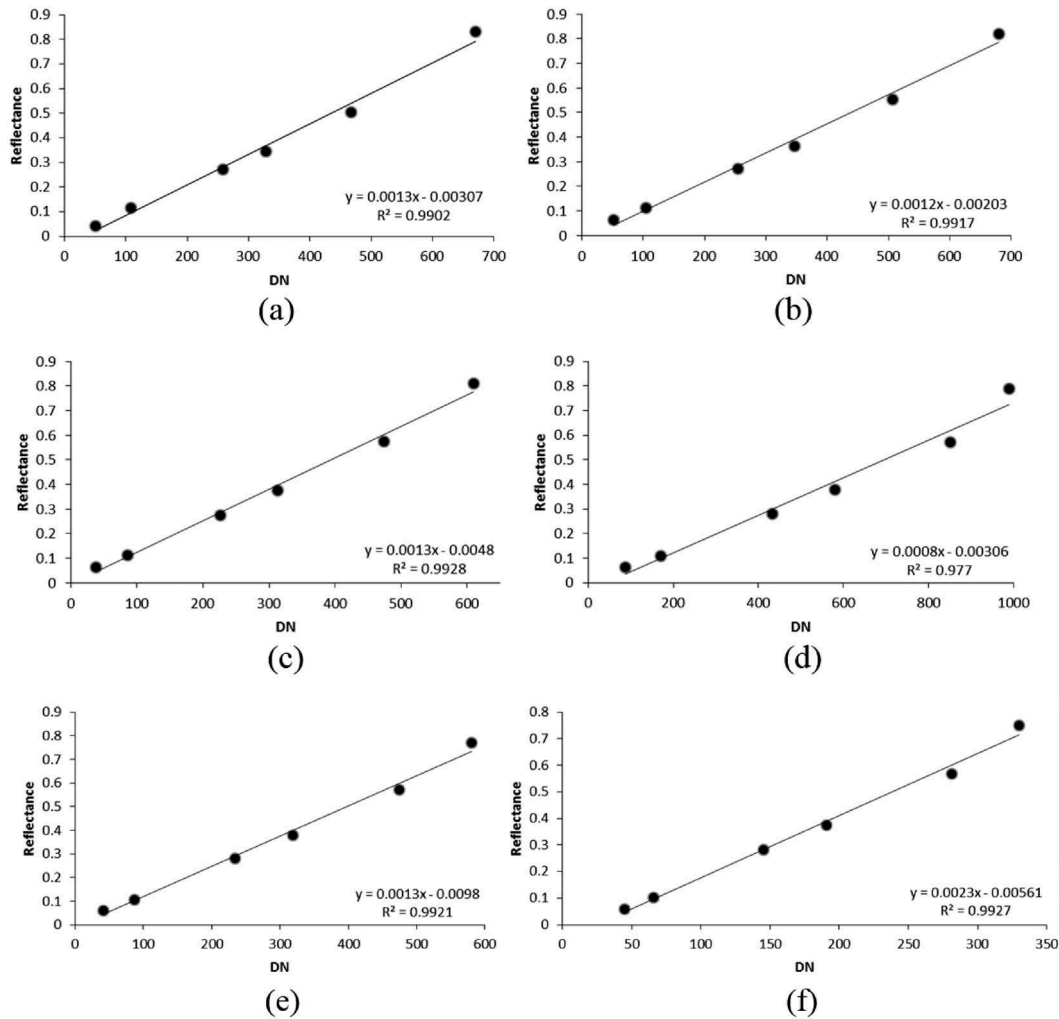 0.9
0.8
0.7
0.6
0.5
0.4
0.3
0.2
0.1
0
Reflectance
y = 0.0013x - 0.00307
R² = 0.9902
0 100 200 300 400 500 600 700
DN
(a)
0.9
0.8
0.7
0.6
0.5
0.4
0.3
0.2
0.1
0
Reflectance
y = 0.0012x - 0.00203
R² = 0.9917
0 100 200 300 400 500 600 700
DN
(b)
0.9
0.8
0.7
0.6
0.5
0.4
0.3
0.2
0.1
0
Reflectance
y = 0.0013x - 0.0048
R² = 0.9928
0 100 200 300 400 500 600
DN
(c)
0.9
0.8
0.7
0.6
0.5
0.4
0.3
0.2
0.1
0
Reflectance
y = 0.0008x - 0.00306
R² = 0.977
0 200 400 600 800 1000
DN
(d)
0.9
0.8
0.7
0.6
0.5
0.4
0.3
0.2
0.1
0
Reflectance
y = 0.0013x - 0.0098
R² = 0.9921
0 100 200 300 400 500 600
DN
(e)
0.8
0.7
0.6
0.5
0.4
0.3
0.2
0.1
0
Reflectance
y = 0.0023x - 0.00561
R² = 0.9927
0 50 100 150 200 250 300 350
DN
(f)